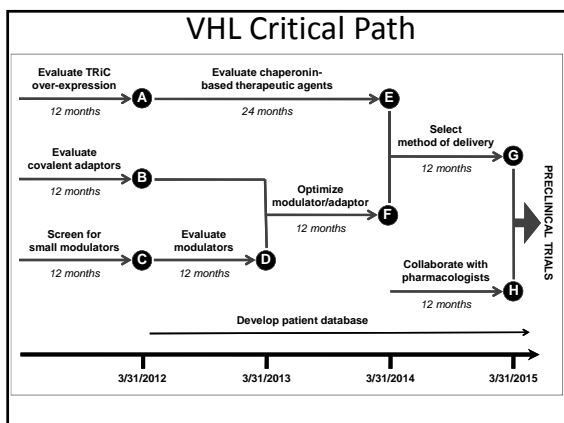 VHL Critical Path
Evaluate TRiC
over-expression
12 months
A
Evaluate chaperonin-
based therapeutic agents
24 months
E
Evaluate
covalent adaptors
12 months
B
Screen for
small modulators
12 months
C
Evaluate
modulators
12 months
D
Optimize
modulator/adaptor
12 months
F
Select
method of delivery
12 months
G
Collaborate with
pharmacologists
12 months
H
PRECLINICAL TRIALS
Develop patient database
3/31/2012
3/31/2013
3/31/2014
3/31/2015